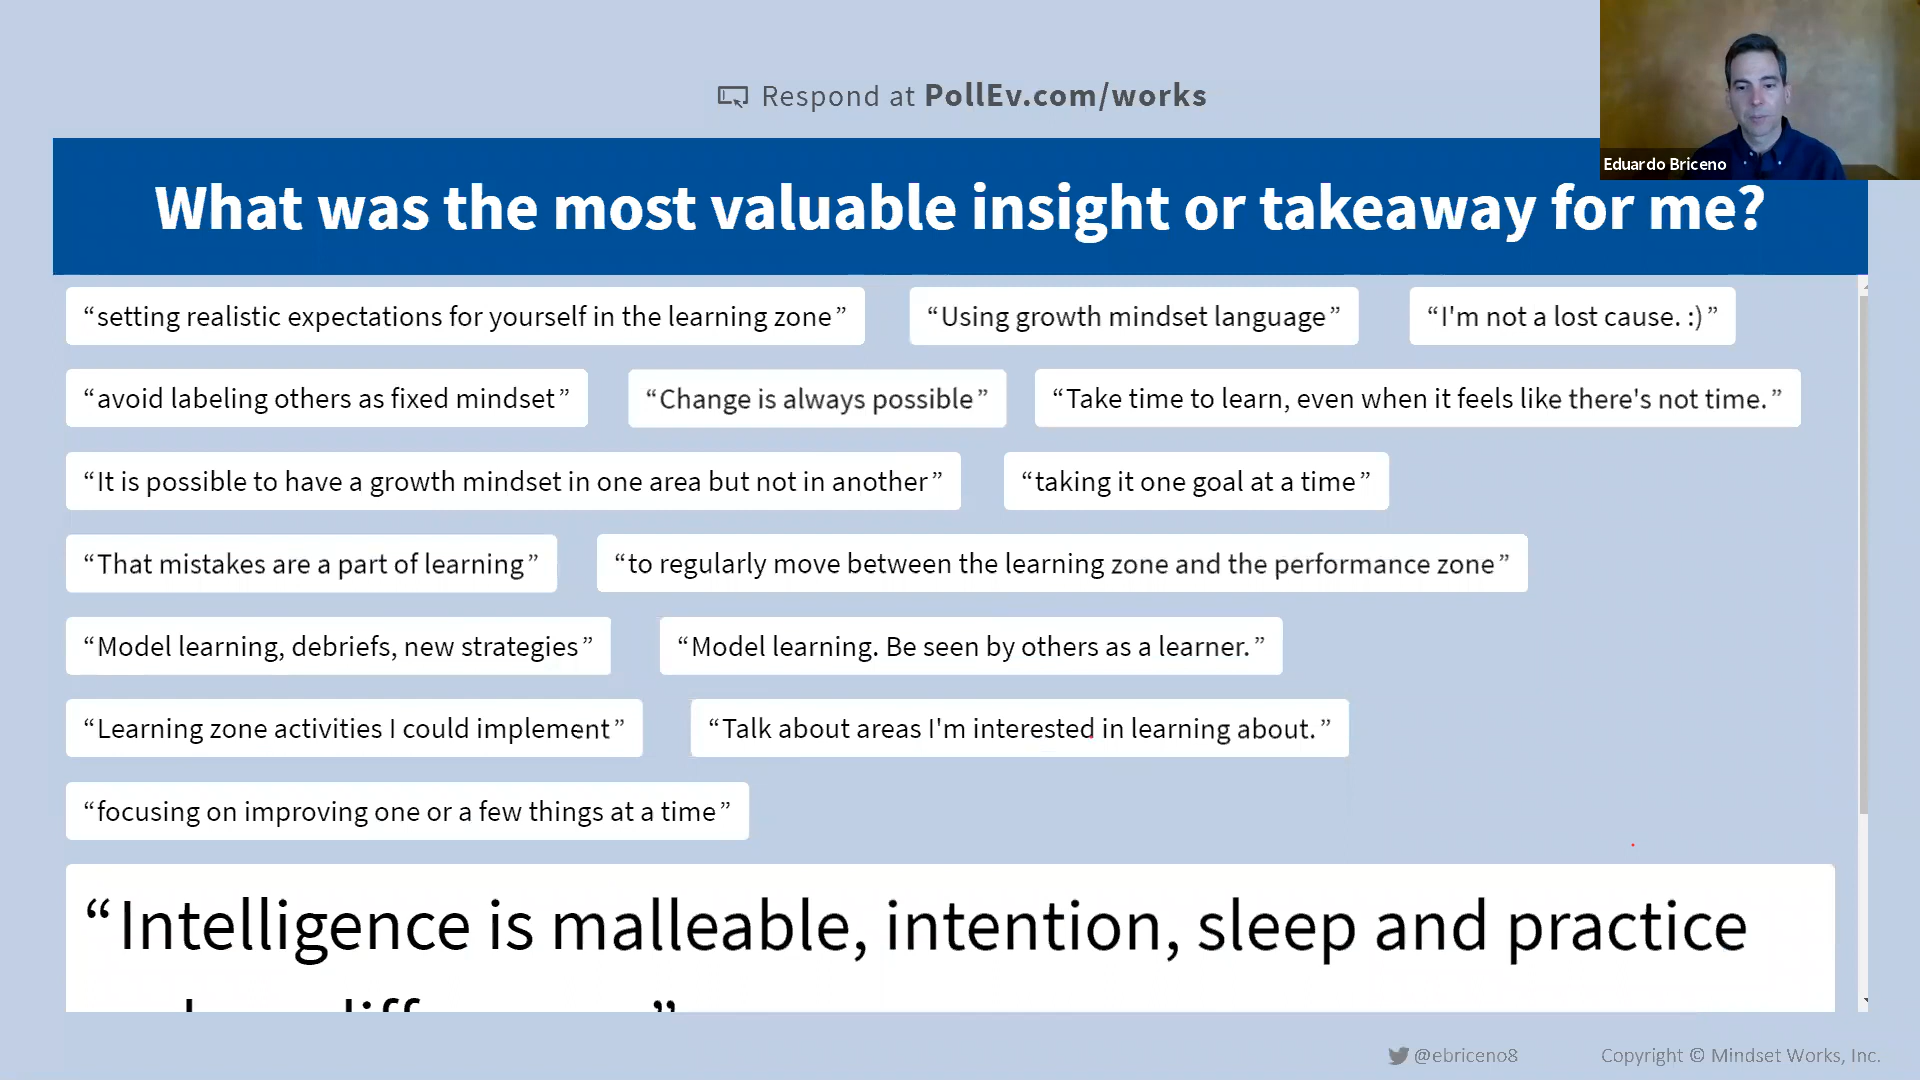 Respond at PollEv.com/works
Eduardo Briceno
What was the most valuable insight or takeaway for me?
“setting realistic expectations for yourself in the learning zone”
“Using growth mindset language”
“I'm not a lost cause. :)”
“avoid labeling others as fixed mindset”
“Change is always possible”
“Take time to learn, even when it feels like there's not time.”
“It is possible to have a growth mindset in one area but not in another”
“taking it one goal at a time”
“That mistakes are a part of learning”
“to regularly move between the learning zone and the performance zone”
“Model learning, debriefs, new strategies”
“Model learning. Be seen by others as a learner.”
“Learning zone activities I could implement”
“Talk about areas I'm interested in learning about.”
“focusing on improving one or a few things at a time”
“Intelligence is malleable, intention, sleep and practice
@ebriceno8
Copyright © Mindset Works, Inc.